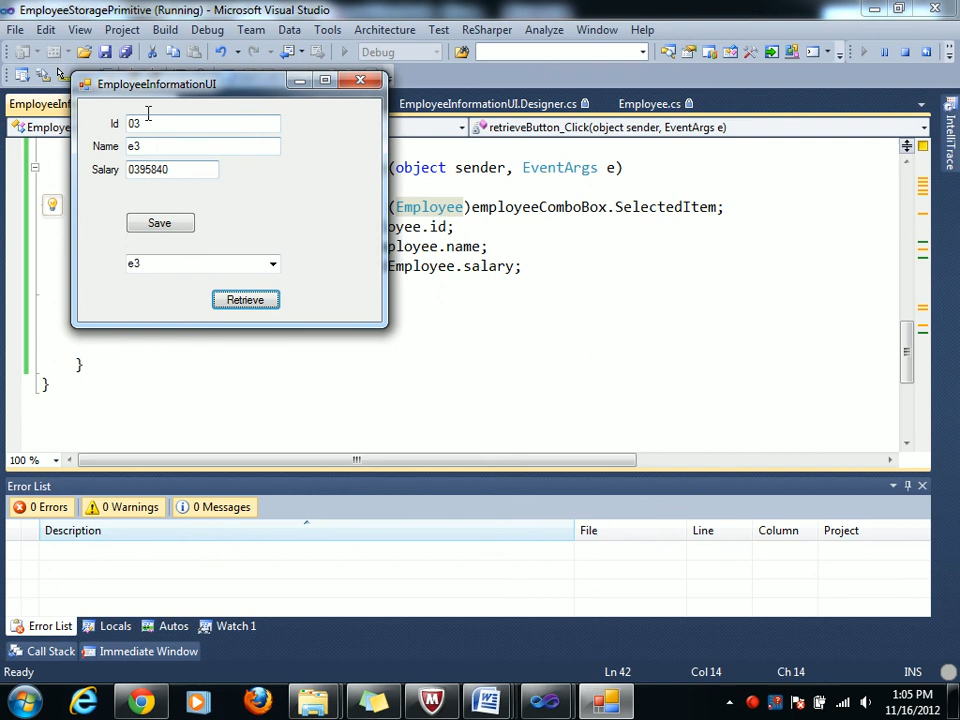 EmployeeStoragePrimitive (Running) - Microsoft Visual Studio
File Edit View Project Build Debug Team Data Tools Architecture Test ReSharper Analyze Window Help
Debug
EmployeeInformationUI
EmployeeInf
EmployeeInformationUI.Designer.cs
Employee.cs
Employe
retrieveButton_Click(object sender, EventArgs e)
Id 03
Name e3
Salary 0395840
Save
e3
Retrieve
(object sender, EventArgs e)
(Employee)employeeComboBox.SelectedItem;
oyee.id;
ployee.name;
Employee.salary;
}
}
IntelliTrace
100 %
Error List
0 Errors 0 Warnings 0 Messages
Description File Line Column Project
Error List Locals Autos Watch 1
Call Stack Immediate Window
Ready Ln 42 Col 14 Ch 14 INS
1:05 PM
11/16/2012